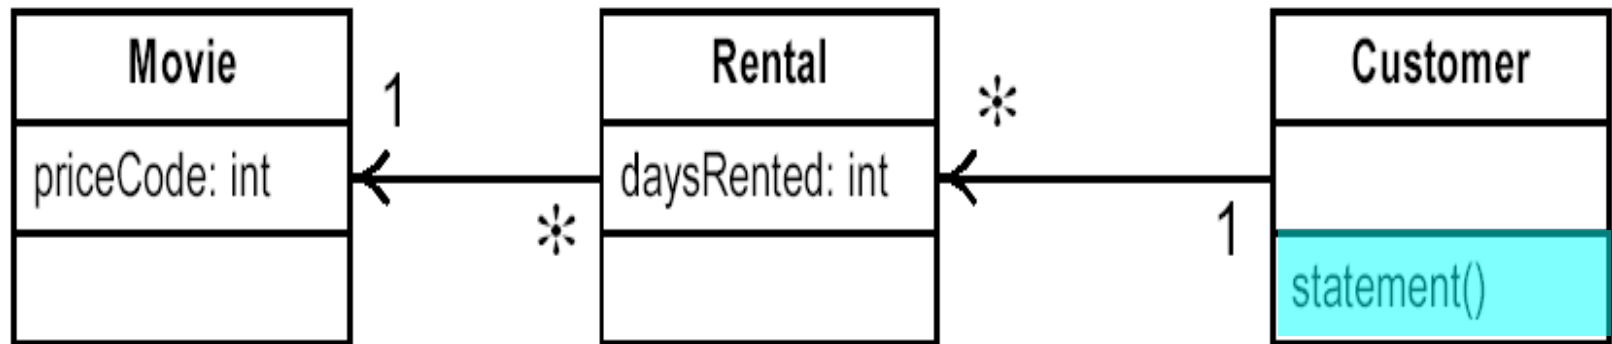 Movie
priceCode: int
1
*
Rental
daysRented: int
*
1
Customer
statement()